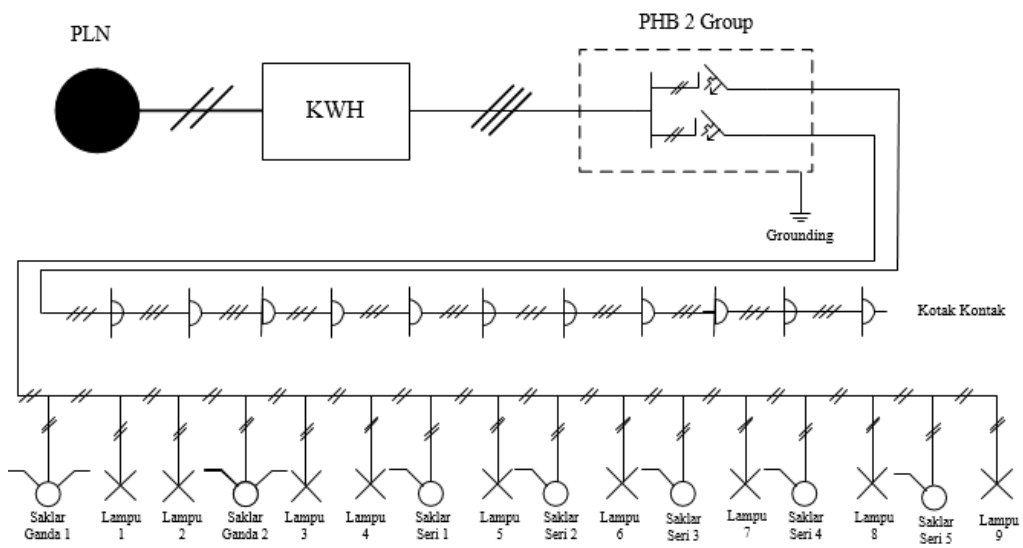 PLN
PHB 2 Group
KWH
Grounding
Kotak Kontak
Saklar
Ganda 1
Lampu
1
Lampu
2
Saklar
Ganda 2
Lampu
3
Lampu
4
Saklar
Seri 1
Lampu
5
Saklar
Seri 2
Lampu
6
Saklar
Seri 3
Lampu
7
Saklar
Seri 4
Lampu
8
Saklar
Seri 5
Lampu
9